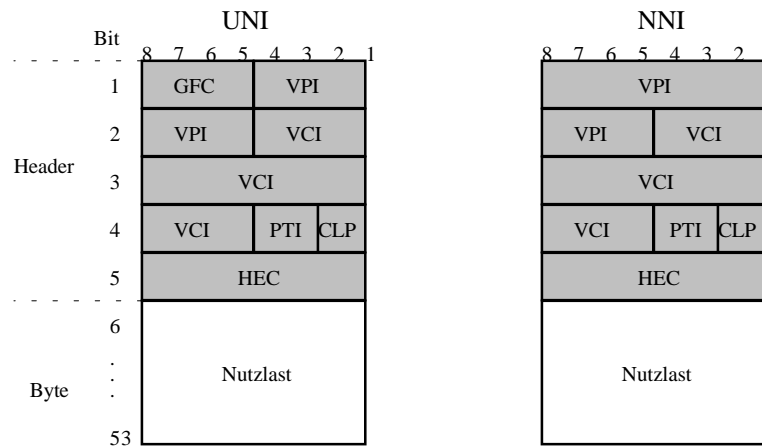 UNI NNI
Bit
8 7 6 5 4 3 2 1 8 7 6 5 4 3 2
1 GFC VPI VPI
2 VPI VCI VPI VCI
Header
3 VCI VCI
4 VCI PTI CLP VCI PTI CLP
5 HEC HEC
6
.
. Nutzlast Nutzlast
Byte .
53